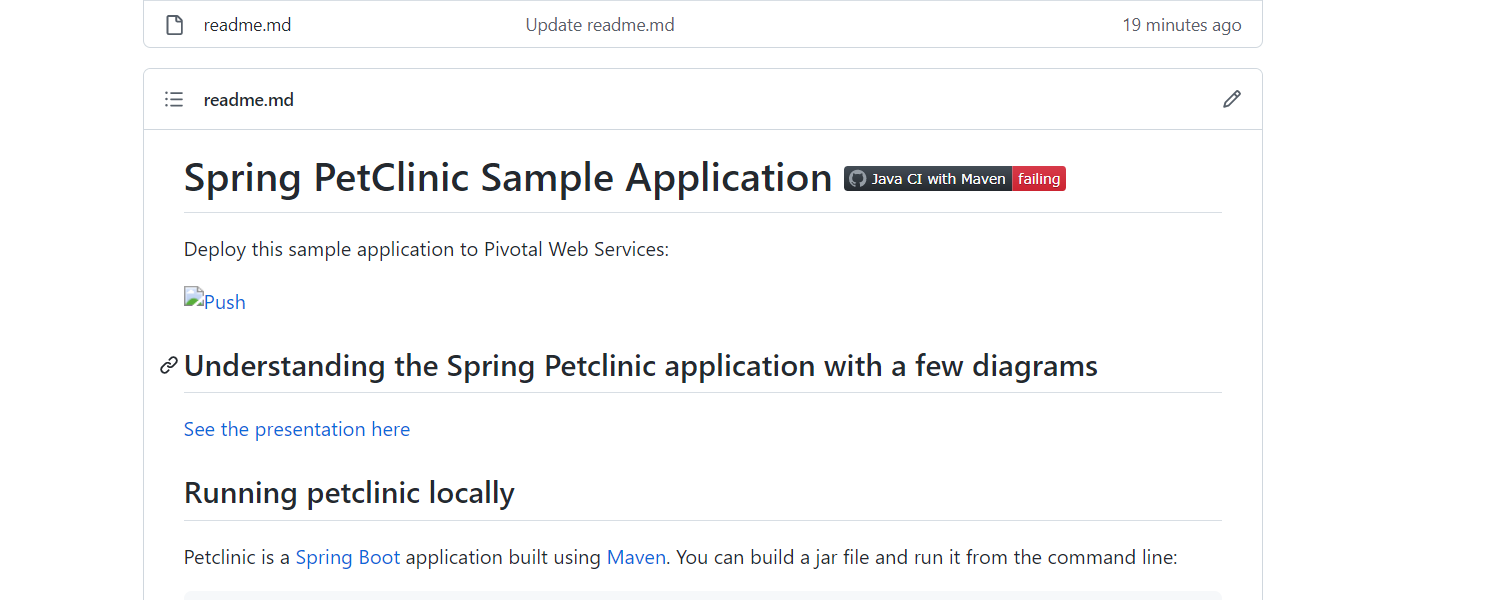 readme.md Update readme.md 19 minutes ago
readme.md
Spring PetClinic Sample Application Java CI with Maven failing
Deploy this sample application to Pivotal Web Services:
Push
Understanding the Spring Petclinic application with a few diagrams
See the presentation here
Running petclinic locally
Petclinic is a Spring Boot application built using Maven. You can build a jar file and run it from the command line: